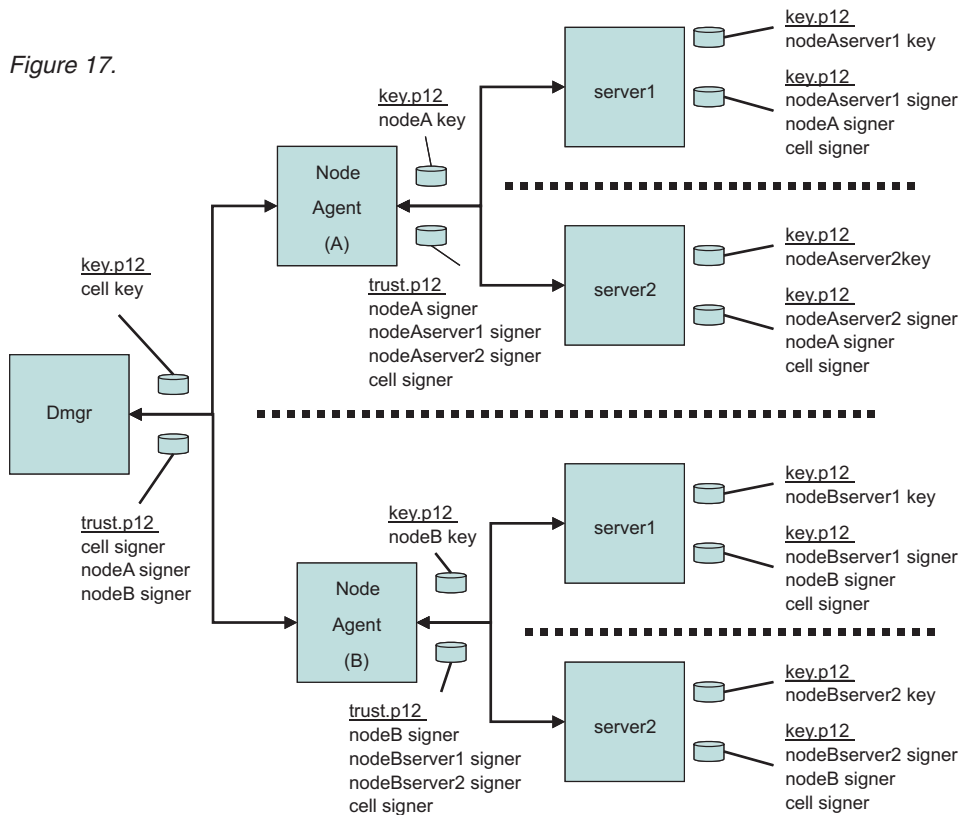 Figure 17.
key.p12
nodeAserver1 key
server1
key.p12
nodeAserver1 signer
nodeA signer
cell signer
key.p12
nodeA key
Node
Agent
(A)
trust.p12
nodeA signer
nodeAserver1 signer
nodeAserver2 signer
cell signer
key.p12
nodeAserver2key
server2
key.p12
nodeAserver2 signer
nodeA signer
cell signer
key.p12
cell key
Dmgr
trust.p12
cell signer
nodeA signer
nodeB signer
key.p12
nodeB key
Node
Agent
(B)
trust.p12
nodeB signer
nodeBserver1 signer
nodeBserver2 signer
cell signer
key.p12
nodeBserver1 key
server1
key.p12
nodeBserver1 signer
nodeB signer
cell signer
key.p12
nodeBserver2 key
server2
key.p12
nodeBserver2 signer
nodeB signer
cell signer